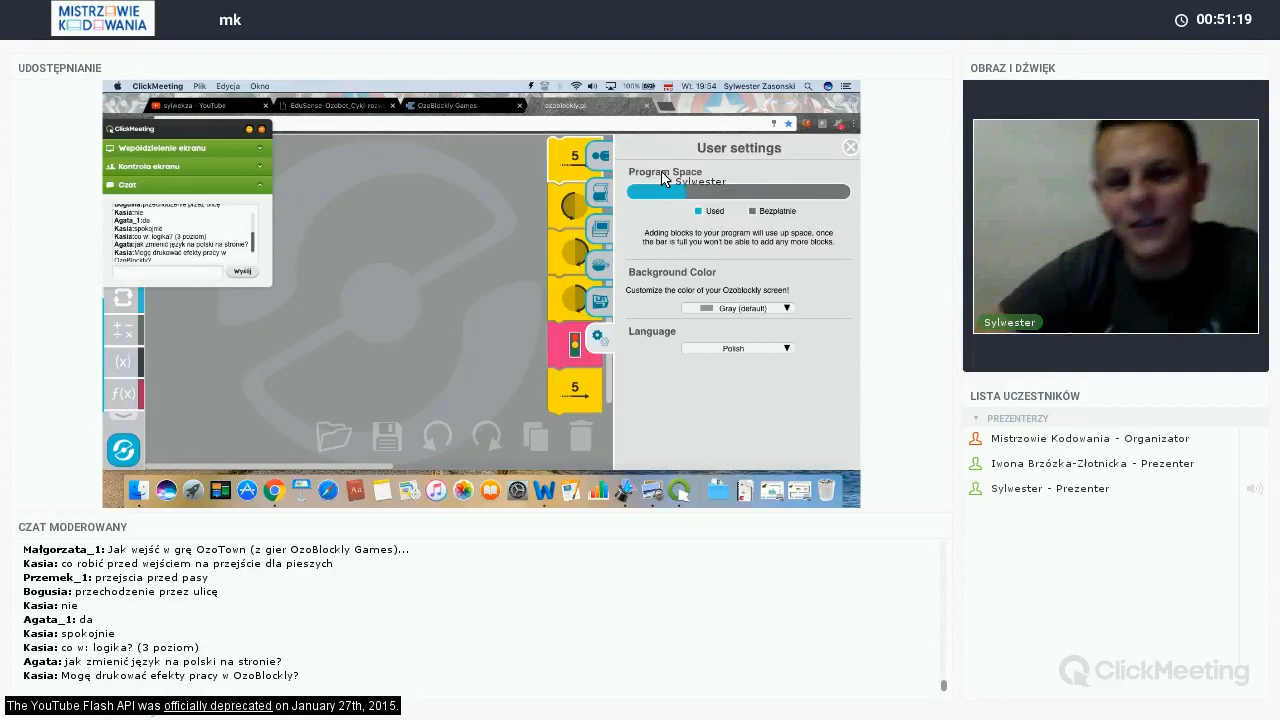 MISTRZOWIE
KODOWANIA
mk
00:51:19
UDOSTĘPNIANIE
OBRAZ I DŹWIĘK
ClickMeeting Plik Edycja Okno
100% Wt. 19:54 Sylwester Zasonski
sylwekza - YouTube
EduSense-Ozobot_Cykl-rozw
OzoBlockly Games
ozoblockly.pl
ClickMeeting
Współdzielenie ekranu
Kontrola ekranu
Czat
Kasia:nie
Agata_1:da
Kasia:spokojnie
Kasia:co w: logika? (3 poziom)
Agata:jak zmienić język na polski na stronie?
Kasia:Mogę drukować efekty pracy w
OzoBlockly?
Wyślij
(x)
f(x)
5
5
User settings
Program Space
Sylwester
Used
Bezpłatnie
Adding blocks to your program will use up space, once
the bar is full you won't be able to add any more blocks.
Background Color
Customize the color of your Ozoblockly screen!
Gray (default)
Language
Polish
Sylwester
LISTA UCZESTNIKÓW
PREZENTERZY
Mistrzowie Kodowania - Organizator
Iwona Brzózka-Złotnicka - Prezenter
Sylwester - Prezenter
CZAT MODEROWANY
Małgorzata_1: Jak wejść w grę OzoTown (z gier OzoBlockly Games)...
Kasia: co robić przed wejściem na przejście dla pieszych
Przemek_1: przejscia przed pasy
Bogusia: przechodzenie przez ulicę
Kasia: nie
Agata_1: da
Kasia: spokojnie
Kasia: co w: logika? (3 poziom)
Agata: jak zmienić język na polski na stronie?
Kasia: Mogę drukować efekty pracy w OzoBlockly?
ClickMeeting
The YouTube Flash API was officially deprecated on January 27th, 2015.